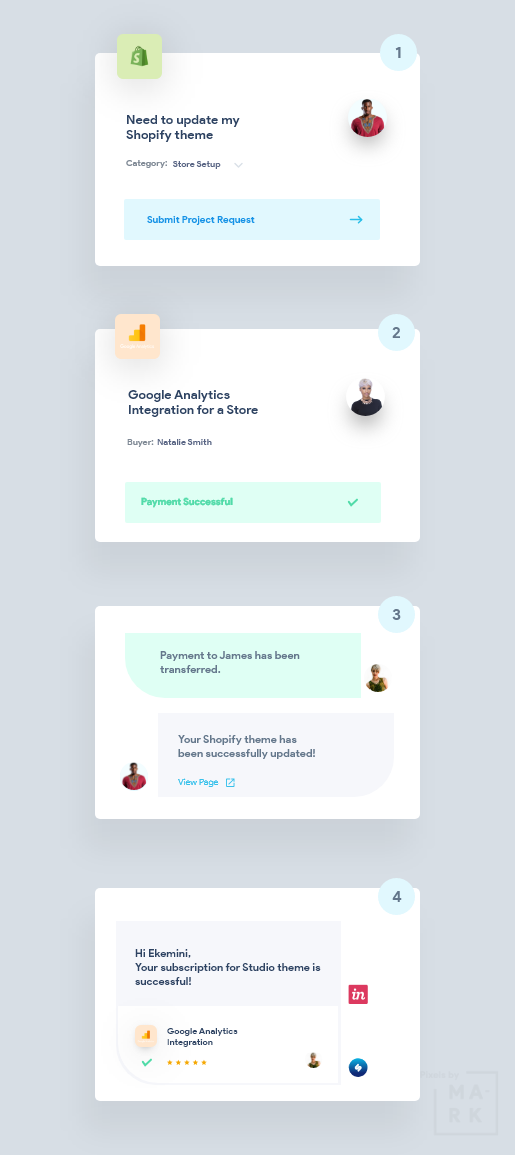 1
Need to update my
Shopify theme
Category: Store Setup
Submit Project Request
2
Google Analytics
Integration for a Store
Buyer: Natalie Smith
Payment Successful
3
Payment to James has been
transferred.
Your Shopify theme has
been successfully updated!
View Page
4
Hi Ekemini,
Your subscription for Studio theme is
successful!
in
Google Analytics
Integration
MA
RK